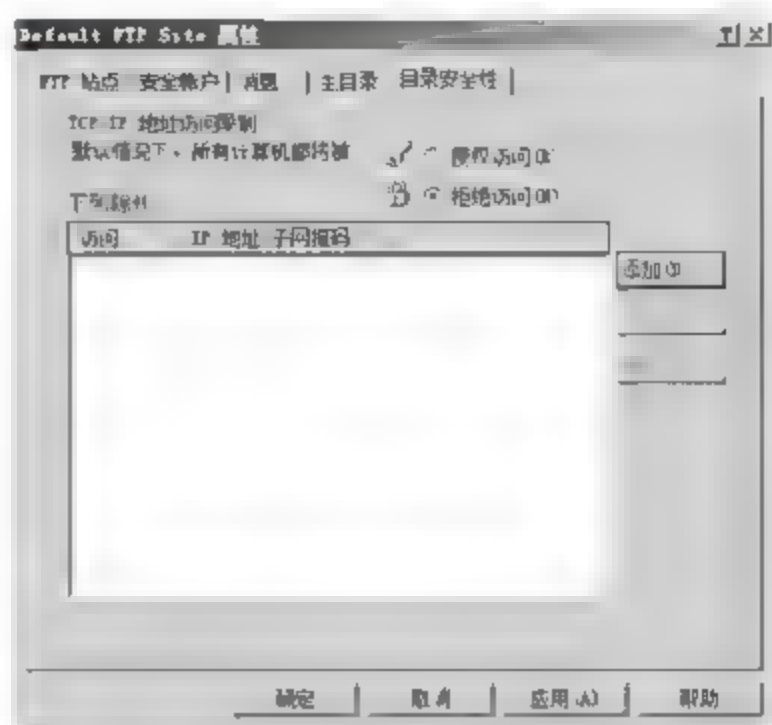 Default FTP Site 属性
FTP 站点 安全帐户 消息 主目录 目录安全性
TCP/IP 地址访问限制
默认情况下，所有计算机都将被
授权访问(R)
拒绝访问(N)
下列除外
访问 IP 地址 子网掩码
添加(D)
确定 取消 应用(A) 帮助